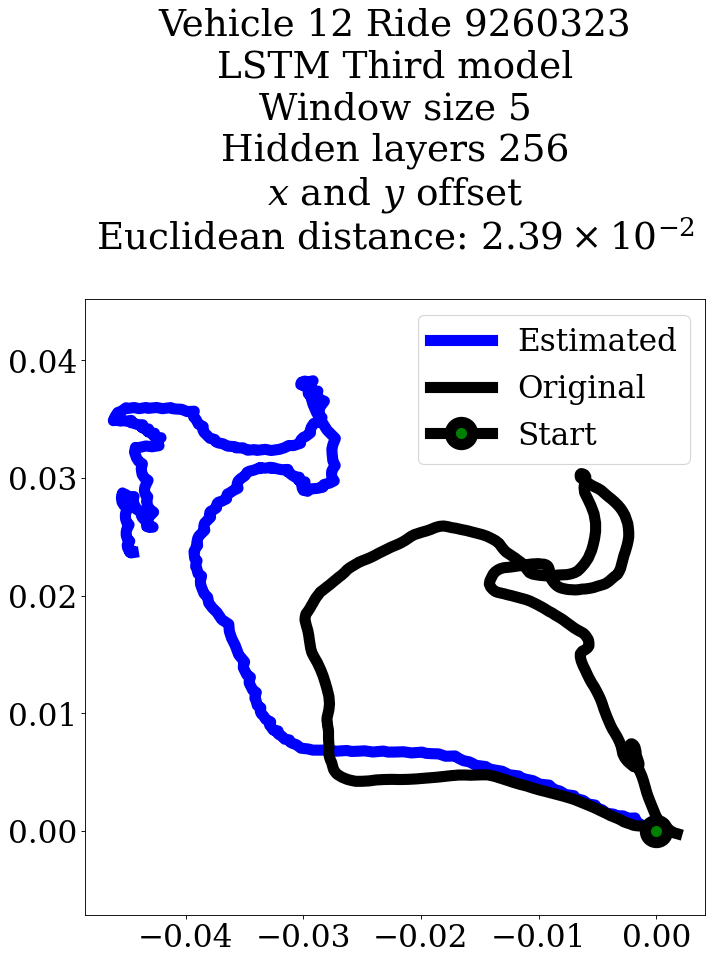 Vehicle 12 Ride 9260323
LSTM Third model
Window size 5
Hidden layers 256
x and y offset
Euclidean distance: 2.39 × 10⁻²
Estimated
Original
Start
0.04
0.03
0.02
0.01
0.00
−0.04 −0.03 −0.02 −0.01 0.00